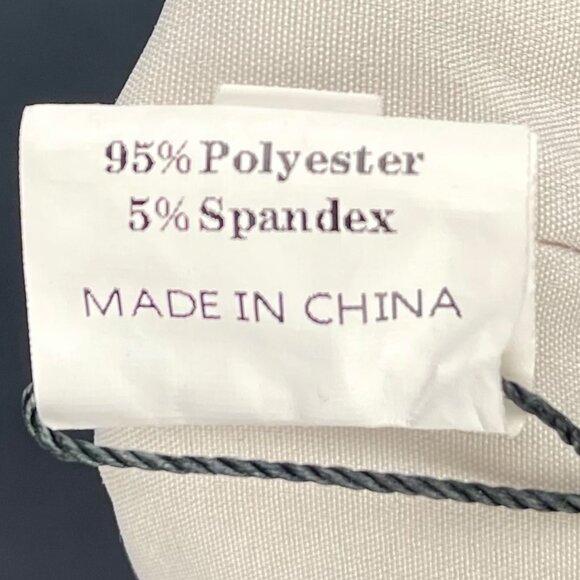 95% Polyester
5% Spandex
MADE IN CHINA